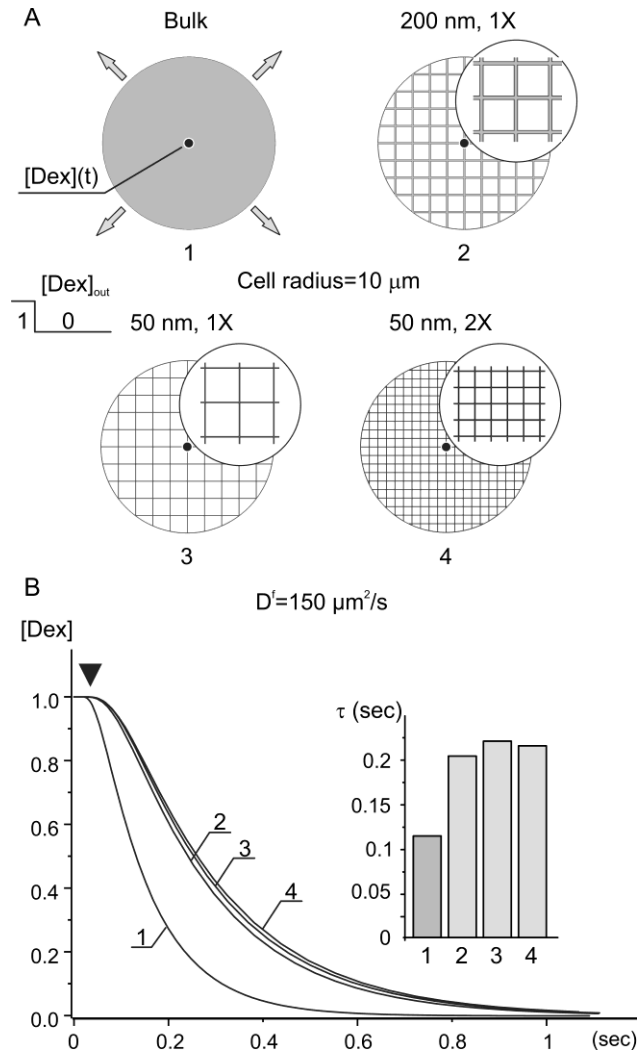 A
Bulk
200 nm, 1X
[Dex](t)
1
2
[Dex]out
1 0
Cell radius=10 μm
50 nm, 1X
50 nm, 2X
3
4
B
Dᶠ=150 μm²/s
[Dex]
1.0
0.8
0.6
0.4
0.2
0.0
0
0.2
0.4
0.6
0.8
1
(sec)
1
2
3
4
τ (sec)
0.2
0.15
0.1
0.05
0
1
2
3
4